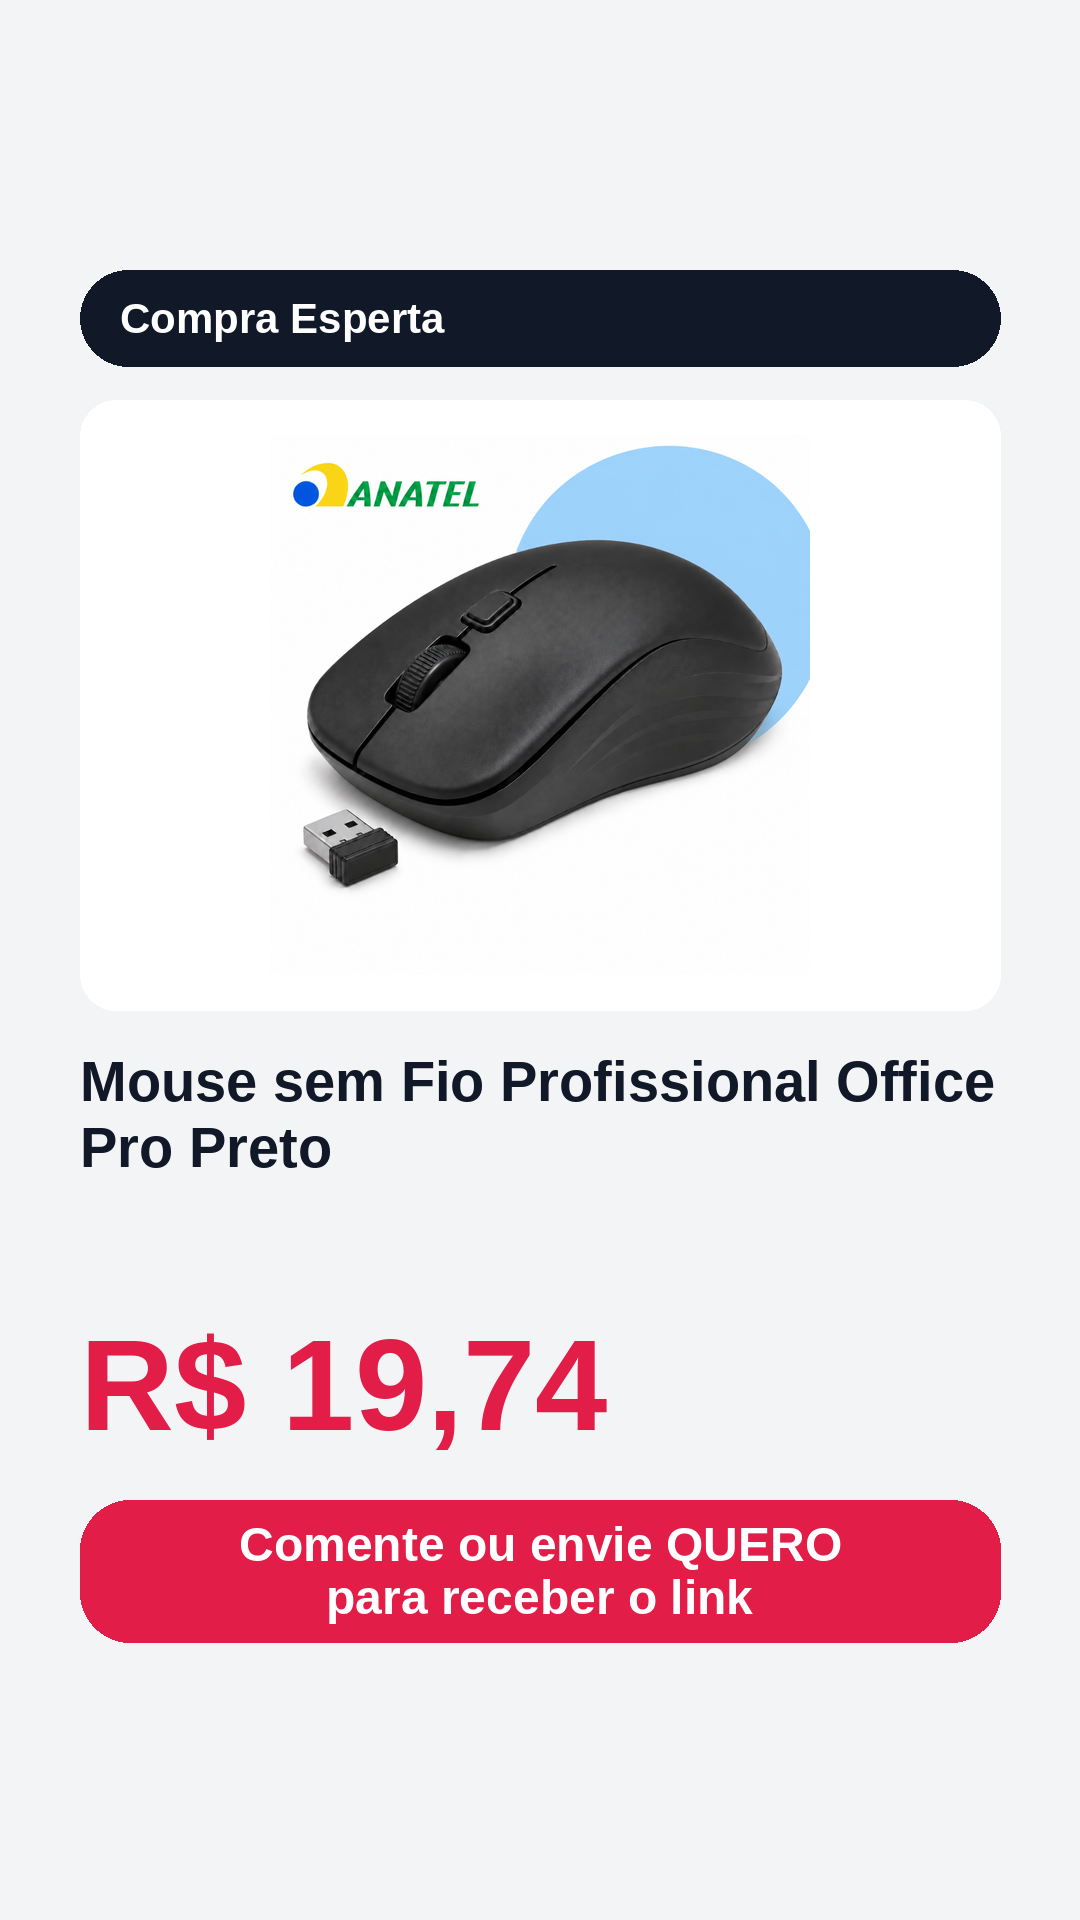 Compra Esperta
ANATEL
Mouse sem Fio Profissional Office
Pro Preto
R$ 19,74
Comente ou envie QUERO
para receber o link